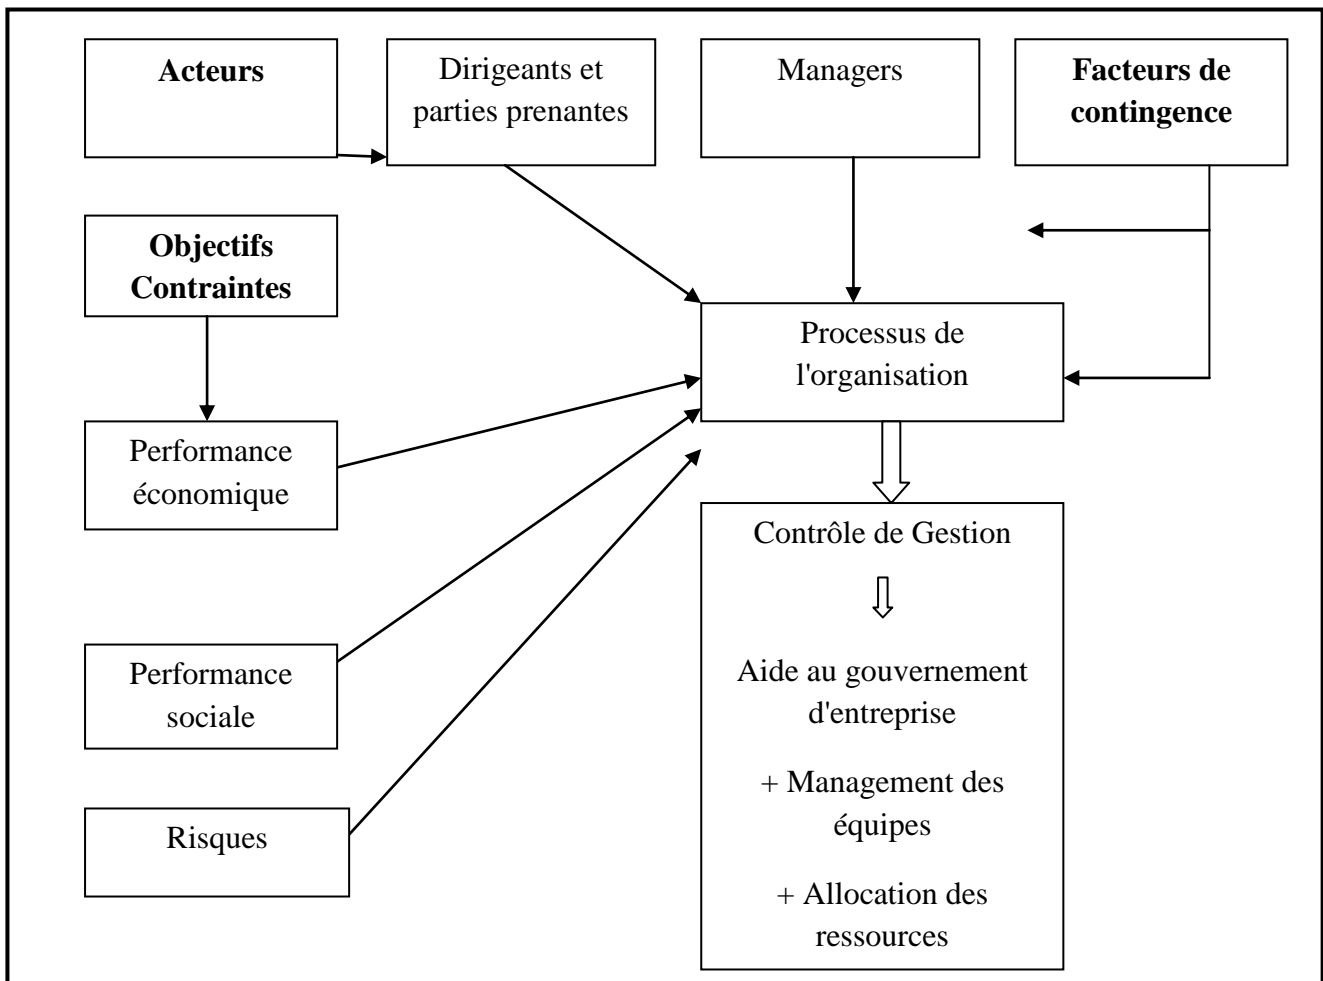 Acteurs
Dirigeants et
parties prenantes
Managers
Facteurs de
contingence
Objectifs
Contraintes
Processus de
l'organisation
Performance
économique
Contrôle de Gestion
Performance
sociale
Aide au gouvernement
d'entreprise
+ Management des
équipes
Risques
+ Allocation des
ressources